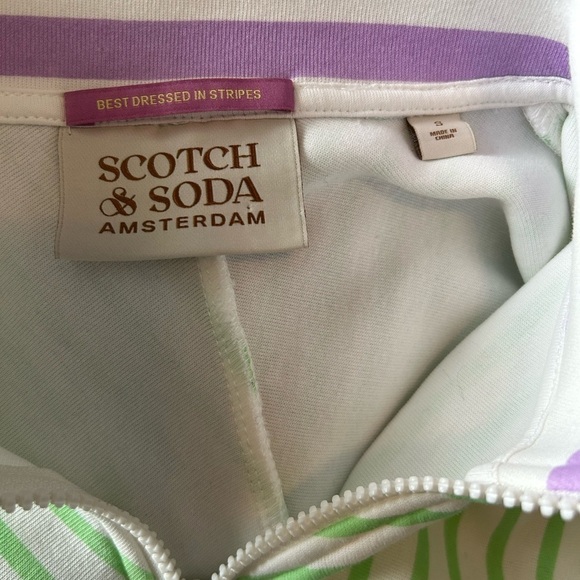 BEST DRESSED IN STRIPES
SCOTCH
& SODA
AMSTERDAM
S
MADE IN
CHINA